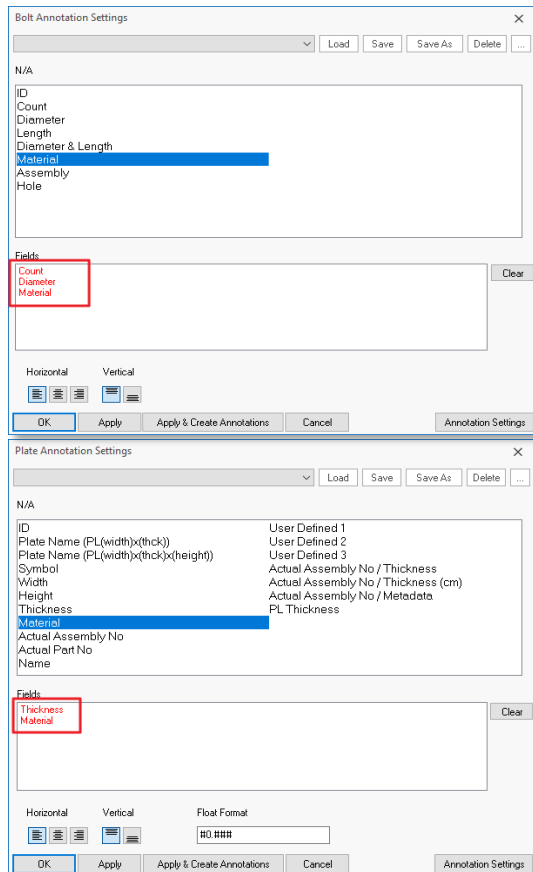 Bolt Annotation Settings
Load Save Save As Delete ...
N/A
ID
Count
Diameter
Length
Diameter & Length
Material
Assembly
Hole
Fields
Count
Diameter
Material
Clear
Horizontal Vertical
OK Apply Apply & Create Annotations Cancel Annotation Settings
Plate Annotation Settings
Load Save Save As Delete ...
N/A
ID User Defined 1
Plate Name (PL(width)x(thck)) User Defined 2
Plate Name (PL(width)x(thck)x(height)) User Defined 3
Symbol Actual Assembly No / Thickness
Width Actual Assembly No / Thickness (cm)
Height Actual Assembly No / Metadata
Thickness PL Thickness
Material
Actual Assembly No
Actual Part No
Name
Fields
Thickness
Material
Clear
Horizontal Vertical Float Format
#0.###
OK Apply Apply & Create Annotations Cancel Annotation Settings